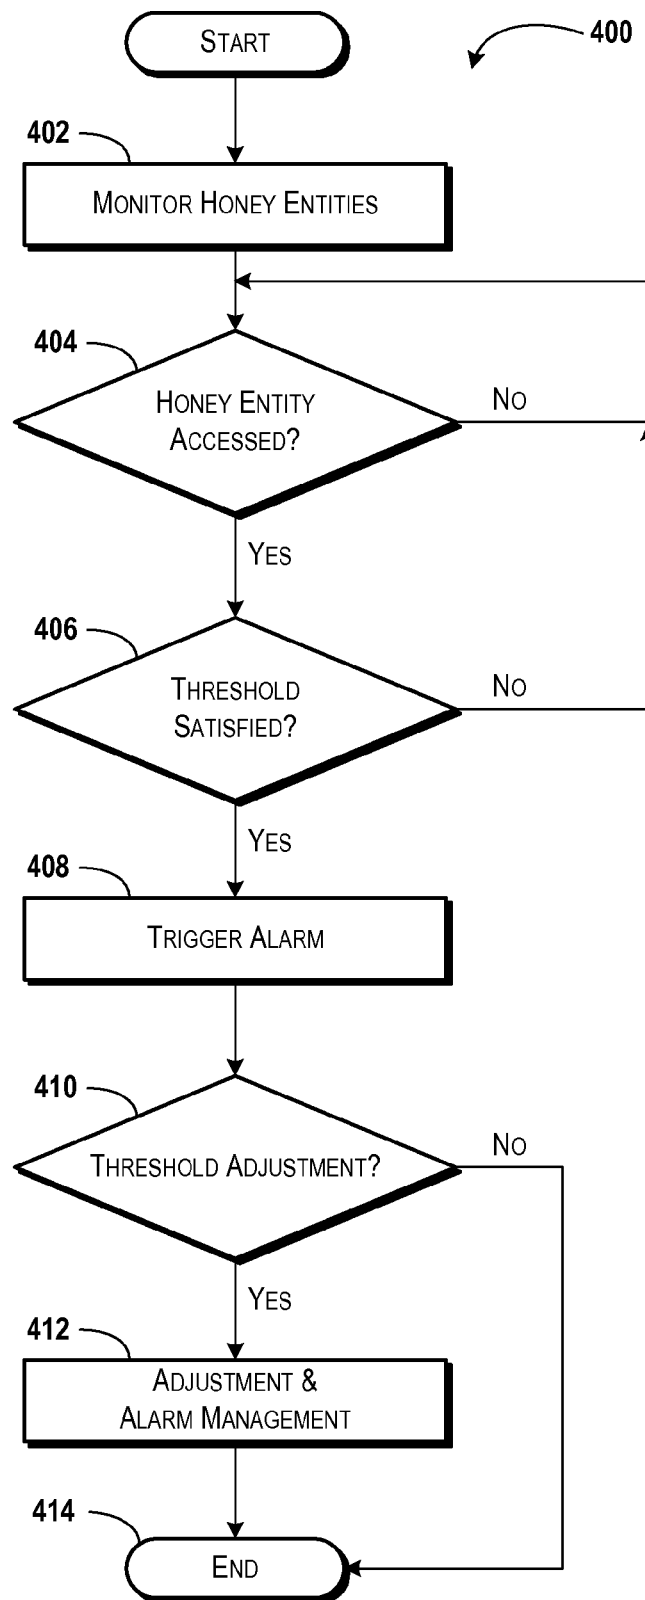 START
400
402
MONITOR HONEY ENTITIES
404
HONEY ENTITY
ACCESSED?
NO
YES
406
THRESHOLD
SATISFIED?
NO
YES
408
TRIGGER ALARM
410
THRESHOLD ADJUSTMENT?
NO
YES
412
ADJUSTMENT &
ALARM MANAGEMENT
414
END